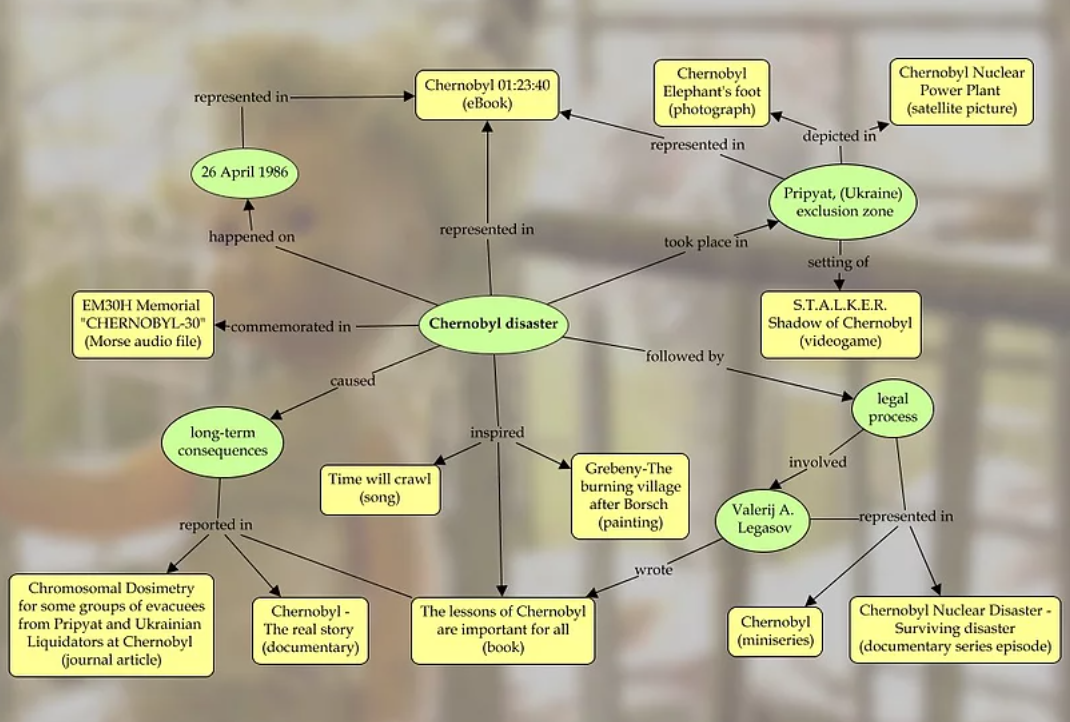 Chernobyl 01:23:40
(eBook)
Chernobyl
Elephant's foot
(photograph)
Chernobyl Nuclear
Power Plant
(satellite picture)
represented in
represented in
depicted in
26 April 1986
Pripyat, (Ukraine)
exclusion zone
happened on
represented in
took place in
setting of
EM30H Memorial
"CHERNOBYL-30"
(Morse audio file)
commemorated in
Chernobyl disaster
S.T.A.L.K.E.R.
Shadow of Chernobyl
(videogame)
followed by
caused
legal
process
long-term
consequences
inspired
involved
Time will crawl
(song)
Grebeny-The
burning village
after Borsch
(painting)
Valerij A.
Legasov
represented in
reported in
wrote
Chromosomal Dosimetry
for some groups of evacuees
from Pripyat and Ukrainian
Liquidators at Chernobyl
(journal article)
Chernobyl -
The real story
(documentary)
The lessons of Chernobyl
are important for all
(book)
Chernobyl
(miniseries)
Chernobyl Nuclear Disaster -
Surviving disaster
(documentary series episode)